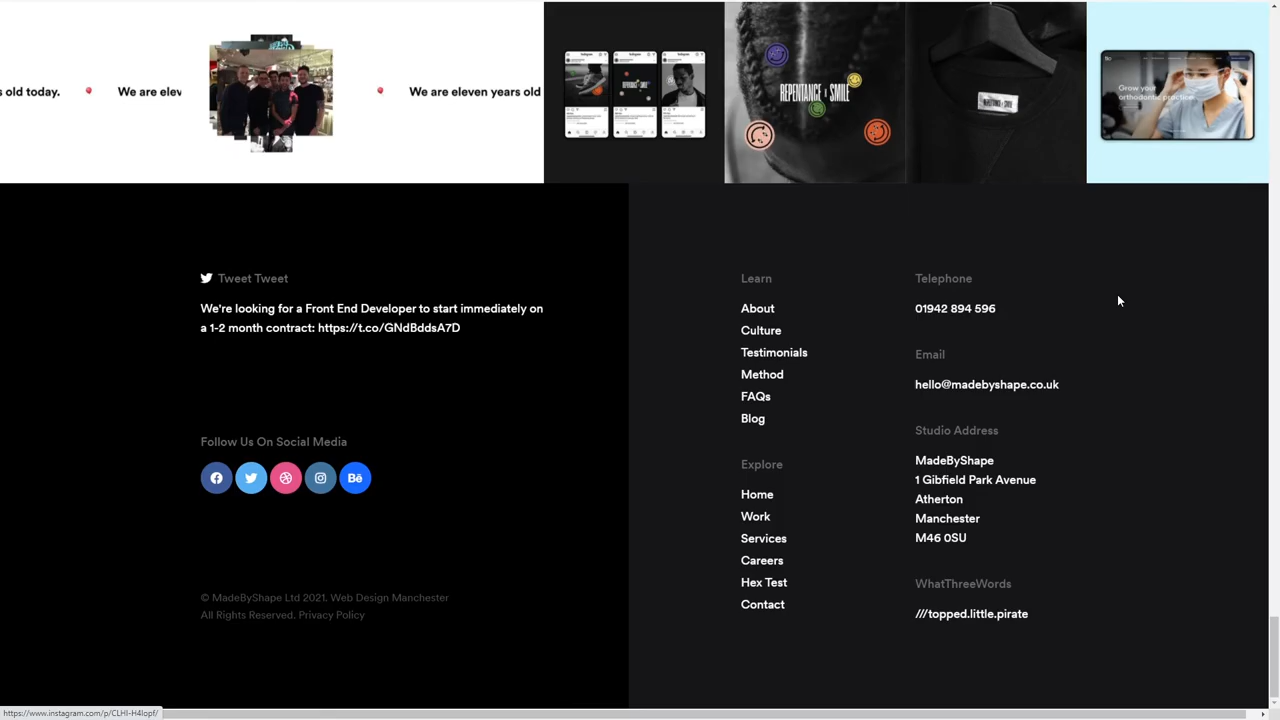 s old today.
We are elev
We are eleven years old
REPENTANCE & SMILE
Grow your
orthodontic practice.
Tweet Tweet
We're looking for a Front End Developer to start immediately on
a 1-2 month contract: https://t.co/GNdBddsA7D
Follow Us On Social Media
Bē
© MadeByShape Ltd 2021. Web Design Manchester
All Rights Reserved. Privacy Policy
Learn
About
Culture
Testimonials
Method
FAQs
Blog
Explore
Home
Work
Services
Careers
Hex Test
Contact
Telephone
01942 894 596
Email
hello@madebyshape.co.uk
Studio Address
MadeByShape
1 Gibfield Park Avenue
Atherton
Manchester
M46 0SU
WhatThreeWords
///topped.little.pirate
https://www.instagram.com/p/CLHI-H4lopf/